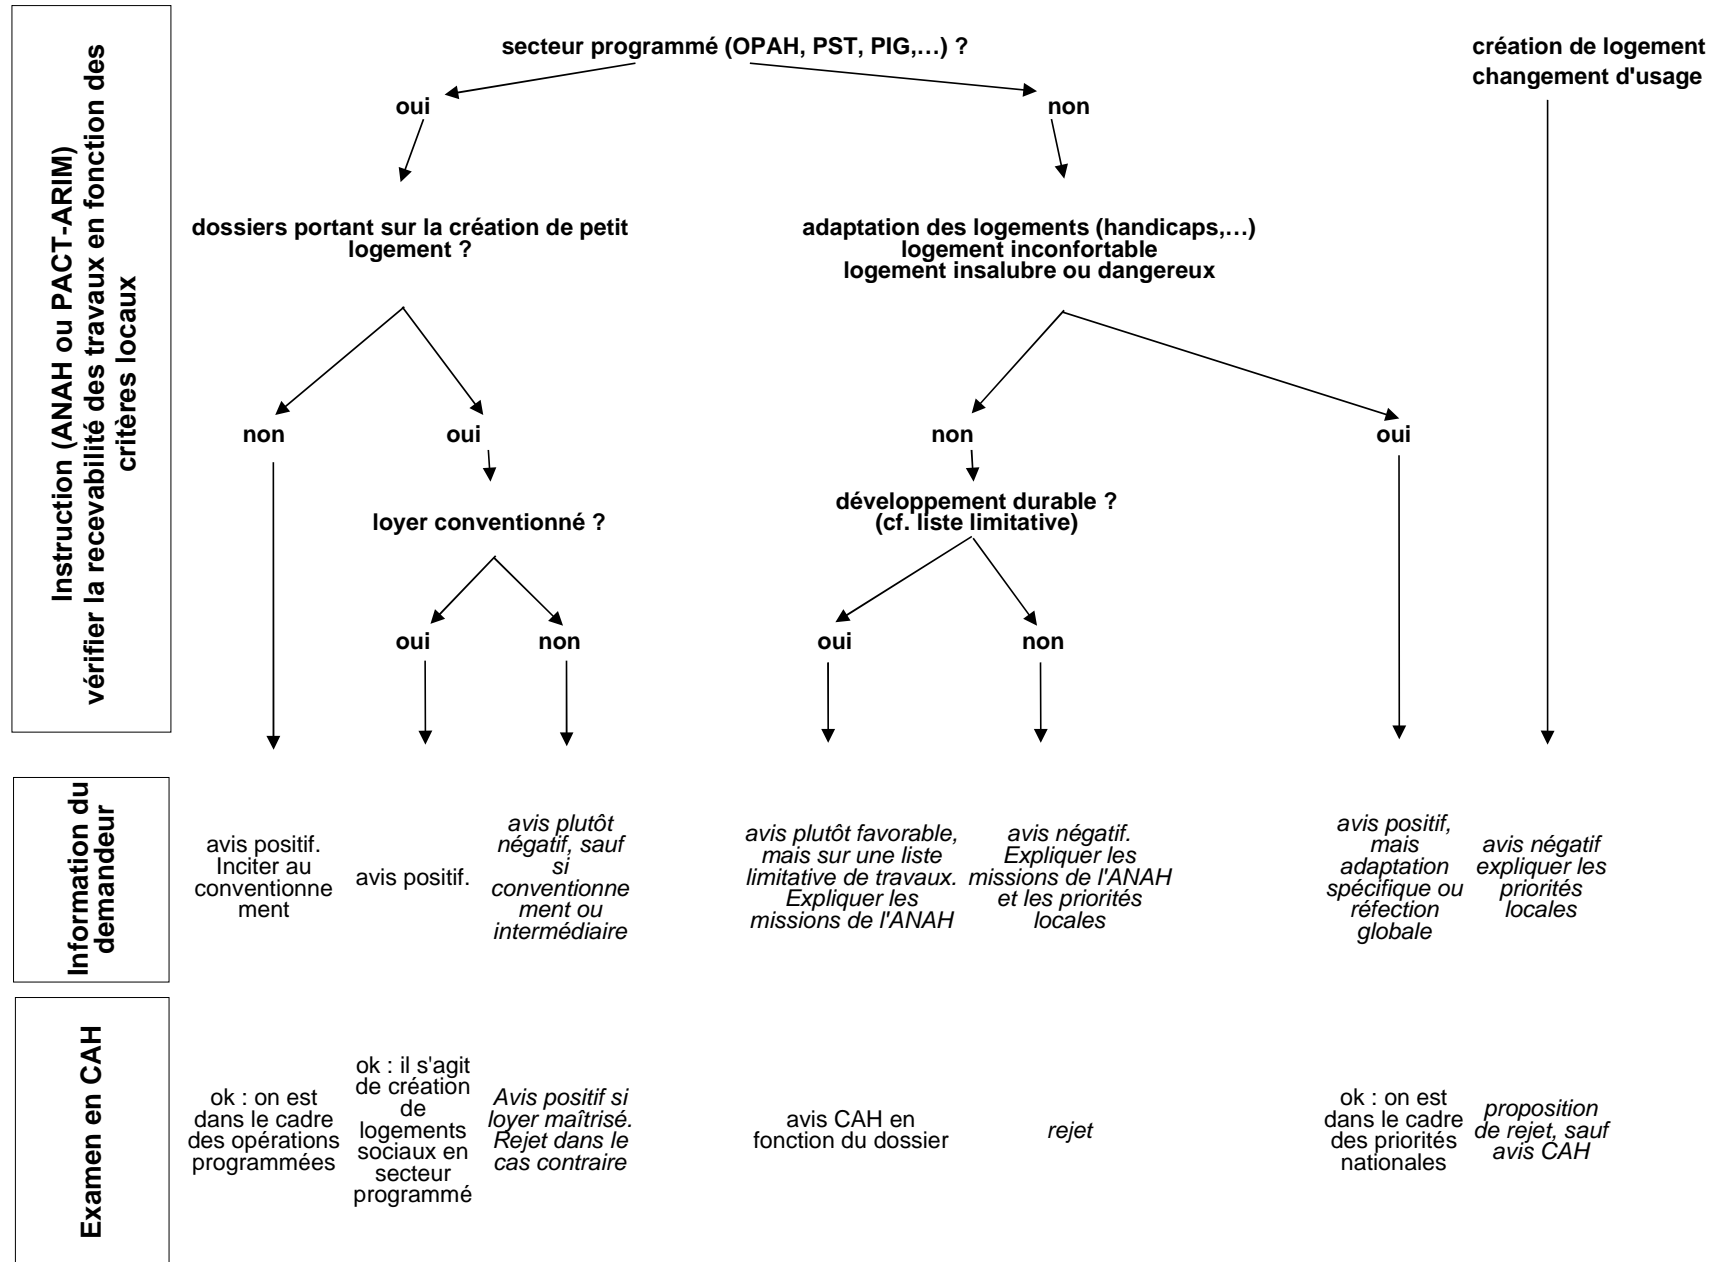 Instruction (ANAH ou PACT-ARIM)
vérifier la recevabilité des travaux en fonction des
critères locaux
secteur programmé (OPAH, PST, PIG,…) ?
création de logement
changement d'usage
oui
non
dossiers portant sur la création de petit
logement ?
adaptation des logements (handicaps,…)
logement inconfortable
logement insalubre ou dangereux
non
oui
non
oui
loyer conventionné ?
développement durable ?
(cf. liste limitative)
oui
non
oui
non
Information du
demandeur
avis positif.
Inciter au
conventionne
ment
avis positif.
avis plutôt
négatif, sauf
si
conventionne
ment ou
intermédiaire
avis plutôt favorable,
mais sur une liste
limitative de travaux.
Expliquer les
missions de l'ANAH
avis négatif.
Expliquer les
missions de l'ANAH
et les priorités
locales
avis positif,
mais
adaptation
spécifique ou
réfection
globale
avis négatif
expliquer les
priorités
locales
Examen en CAH
ok : on est
dans le cadre
des opérations
programmées
ok : il s'agit
de création
de
logements
sociaux en
secteur
programmé
Avis positif si
loyer maîtrisé.
Rejet dans le
cas contraire
avis CAH en
fonction du dossier
rejet
ok : on est
dans le cadre
des priorités
nationales
proposition
de rejet, sauf
avis CAH